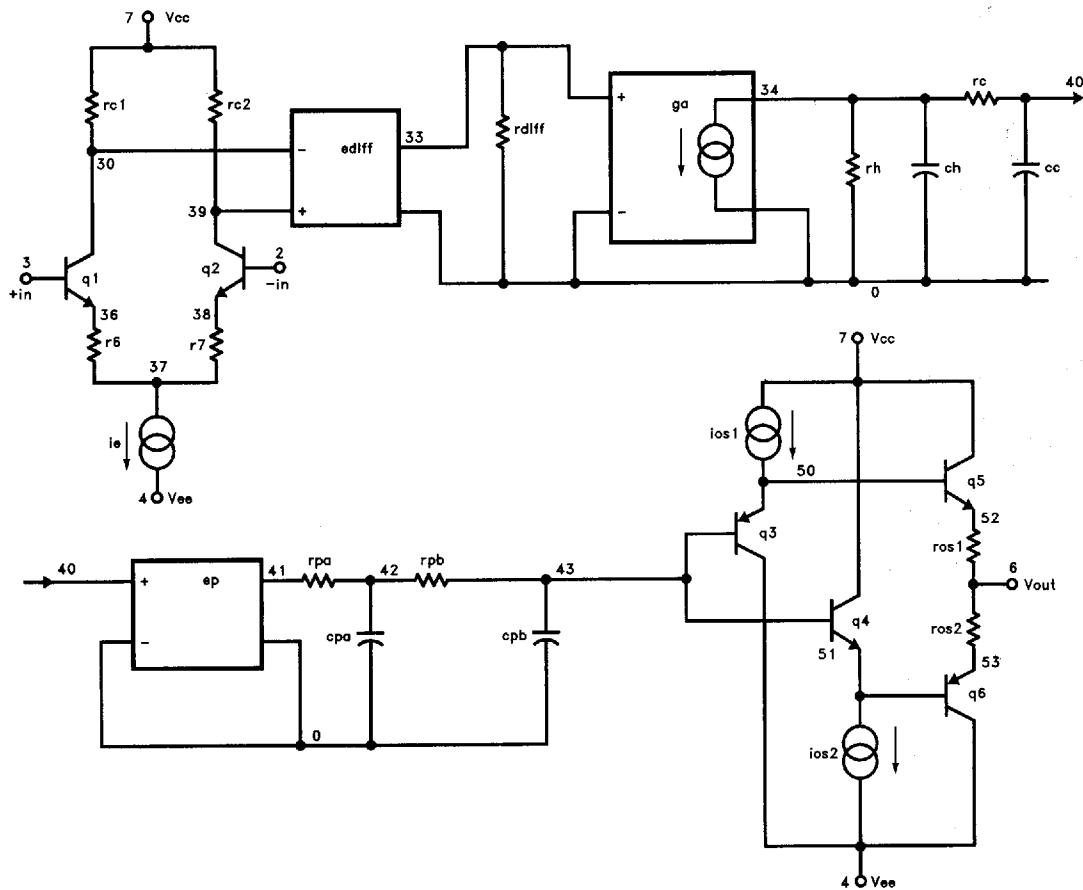 7 Vcc
rc1
rc2
30
39
3
+in
q1
q2
2
-in
36
38
r6
r7
37
ie
4 Vee
-
ediff
+
33
rdiff
+
ga
-
34
rh
ch
rc
cc
40
0
40
+
ep
-
41
rpa
42
rpb
43
cpa
cpb
0
7 Vcc
ios1
50
q3
q5
52
ros1
6
Vout
q4
51
ros2
53
q6
ios2
4 Vee